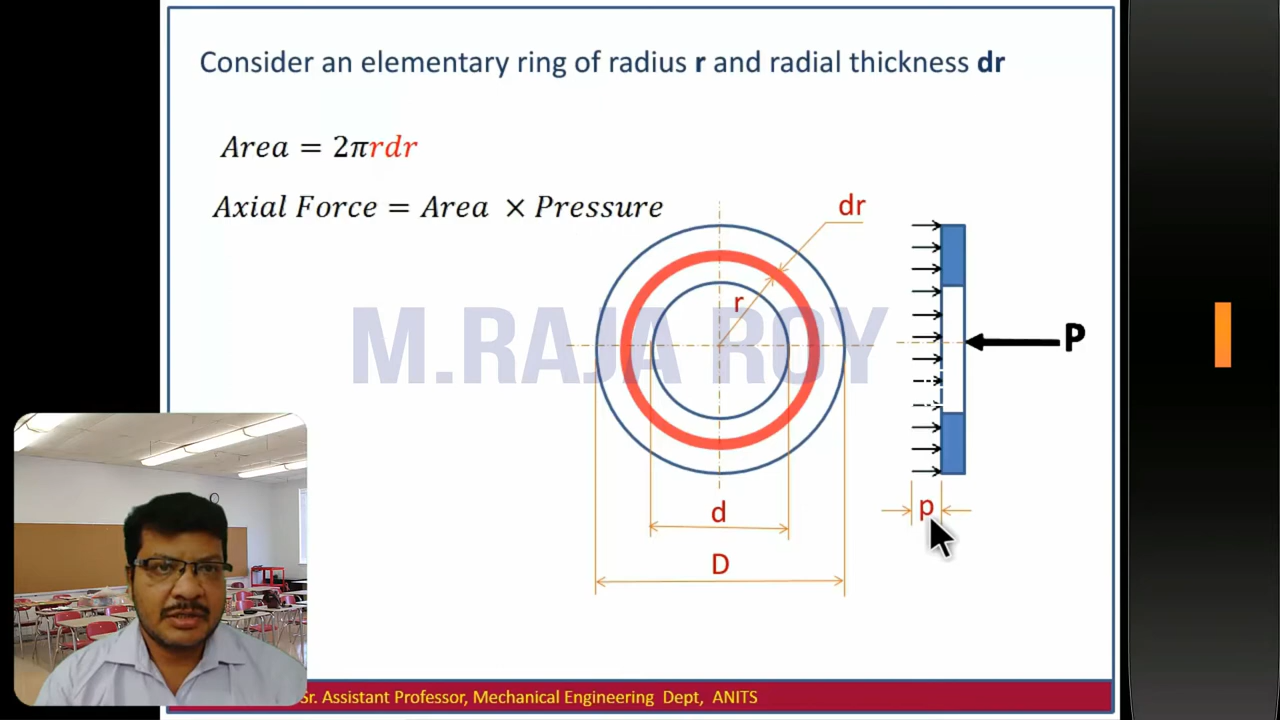 Consider an elementary ring of radius r and radial thickness dr
Area = 2πrdr
Axial Force = Area × Pressure
dr
r
M.RAJA ROY
P
p
d
D
Sr. Assistant Professor, Mechanical Engineering Dept, ANITS